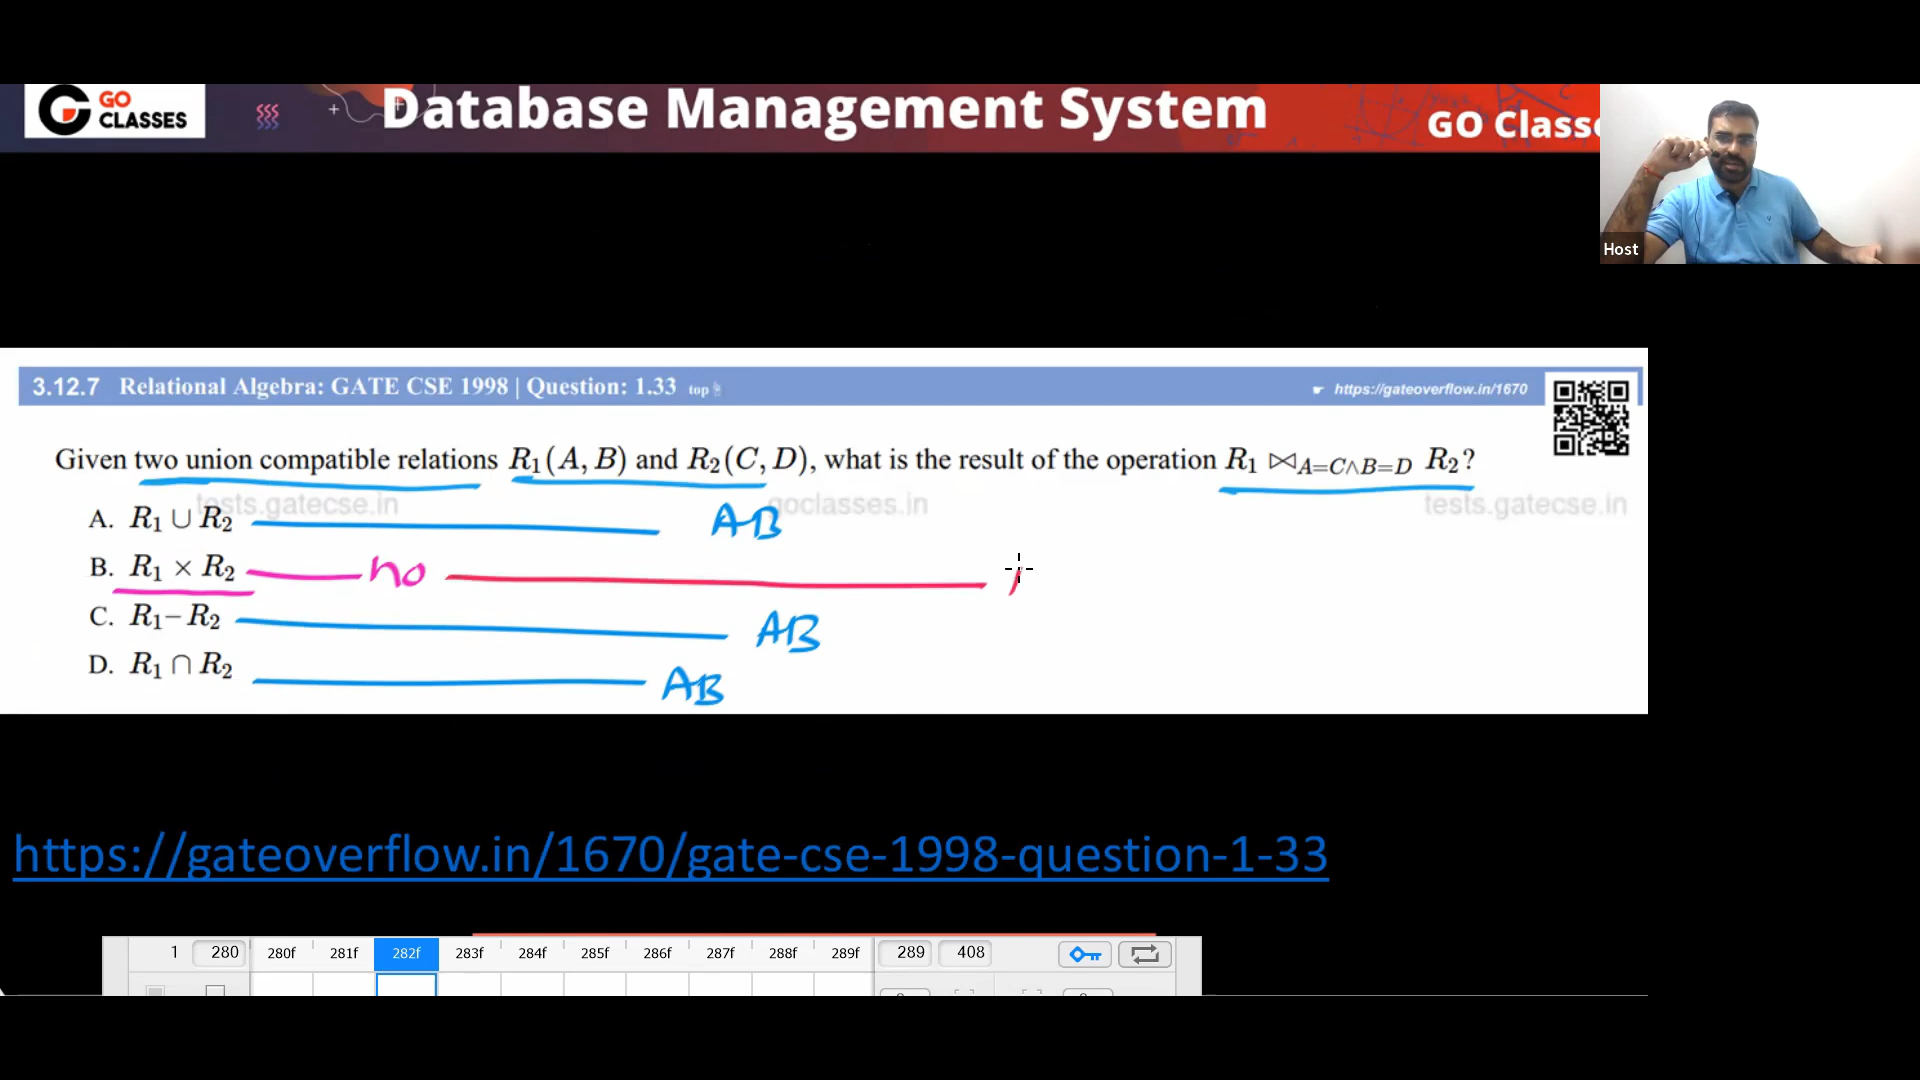 GO
CLASSES
Database Management System
GO Classe
Host
3.12.7 Relational Algebra: GATE CSE 1998 | Question: 1.33 top
https://gateoverflow.in/1670
Given two union compatible relations R₁(A, B) and R₂(C, D), what is the result of the operation R₁ ⋈A=C∧B=D R₂?
tests.gatecse.in goclasses.in tests.gatecse.in
A. R₁ ∪ R₂ AB
B. R₁ × R₂ no
C. R₁− R₂ AB
D. R₁ ∩ R₂ AB
https://gateoverflow.in/1670/gate-cse-1998-question-1-33
1 280 280f 281f 282f 283f 284f 285f 286f 287f 288f 289f 289 408